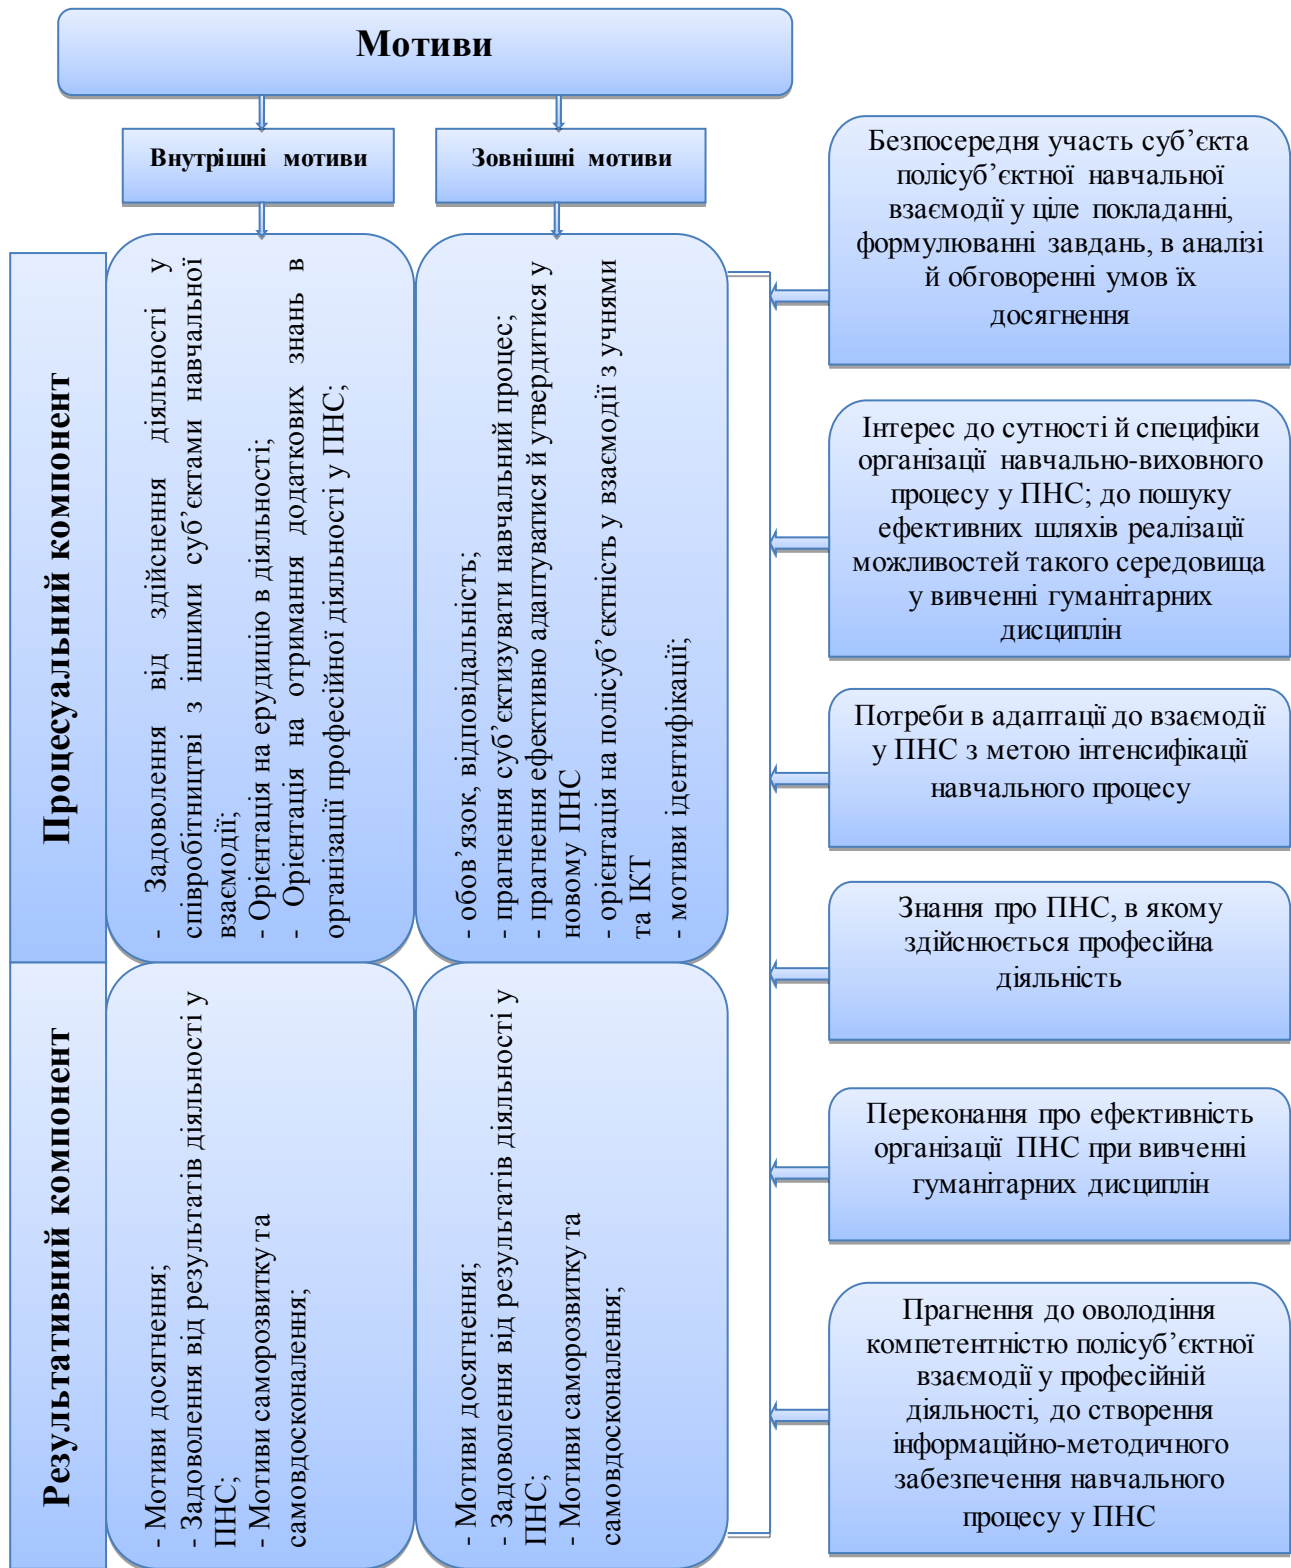 Мотиви
Внутрішні мотиви
Зовнішні мотиви
Процесуальний компонент
- Задоволення від здійснення діяльності у
співробітництві з іншими суб’єктами навчальної
взаємодії;
- Орієнтація на ерудицію в діяльності;
- Орієнтація на отримання додаткових знань в
організації професійної діяльності у ПНС;
- обов’язок, відповідальність;
- прагнення суб’єктизувати навчальний процес;
- прагнення ефективно адаптуватися й утвердитися у
новому ПНС
- орієнтація на полісуб’єктність у взаємодії з учнями
та ІКТ
- мотиви ідентифікації;
Результативний компонент
- Мотиви досягнення;
- Задоволення від результатів діяльності у
ПНС;
- Мотиви саморозвитку та
самовдосконалення;
- Мотиви досягнення;
- Задоволення від результатів діяльності у
ПНС;
- Мотиви саморозвитку та
самовдосконалення;
Безпосередня участь суб’єкта
полісуб’єктної навчальної
взаємодії у ціле покладанні,
формулюванні завдань, в аналізі
й обговоренні умов їх
досягнення
Інтерес до сутності й специфіки
організації навчально-виховного
процесу у ПНС; до пошуку
ефективних шляхів реалізації
можливостей такого середовища
у вивченні гуманітарних
дисциплін
Потреби в адаптації до взаємодії
у ПНС з метою інтенсифікації
навчального процесу
Знання про ПНС, в якому
здійснюється професійна
діяльність
Переконання про ефективність
організації ПНС при вивченні
гуманітарних дисциплін
Прагнення до оволодіння
компетентністю полісуб’єктної
взаємодії у професійній
діяльності, до створення
інформаційно-методичного
забезпечення навчального
процесу у ПНС